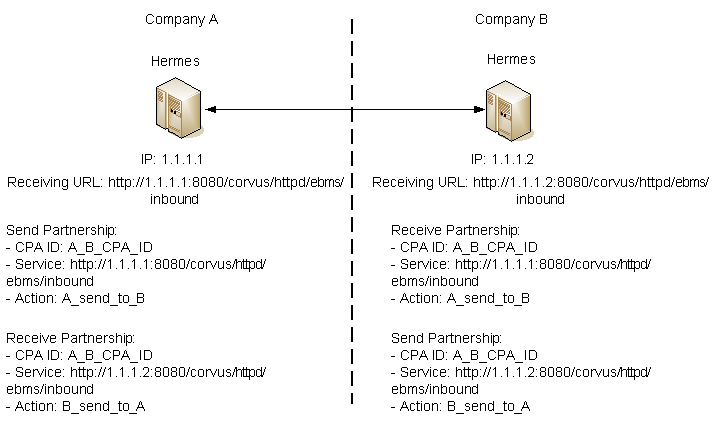 Company A
Company B
Hermes
Hermes
IP: 1.1.1.1
IP: 1.1.1.2
Receiving URL: http://1.1.1.1:8080/corvus/httpd/ebms/
inbound
Receiving URL: http://1.1.1.2:8080/corvus/httpd/ebms/
inbound
Send Partnership:
- CPA ID: A_B_CPA_ID
- Service: http://1.1.1.1:8080/corvus/httpd/
ebms/inbound
- Action: A_send_to_B
Receive Partnership:
- CPA ID: A_B_CPA_ID
- Service: http://1.1.1.2:8080/corvus/httpd/
ebms/inbound
- Action: B_send_to_A
Receive Partnership:
- CPA ID: A_B_CPA_ID
- Service: http://1.1.1.1:8080/corvus/httpd/
ebms/inbound
- Action: A_send_to_B
Send Partnership:
- CPA ID: A_B_CPA_ID
- Service: http://1.1.1.2:8080/corvus/httpd/
ebms/inbound
- Action: B_send_to_A